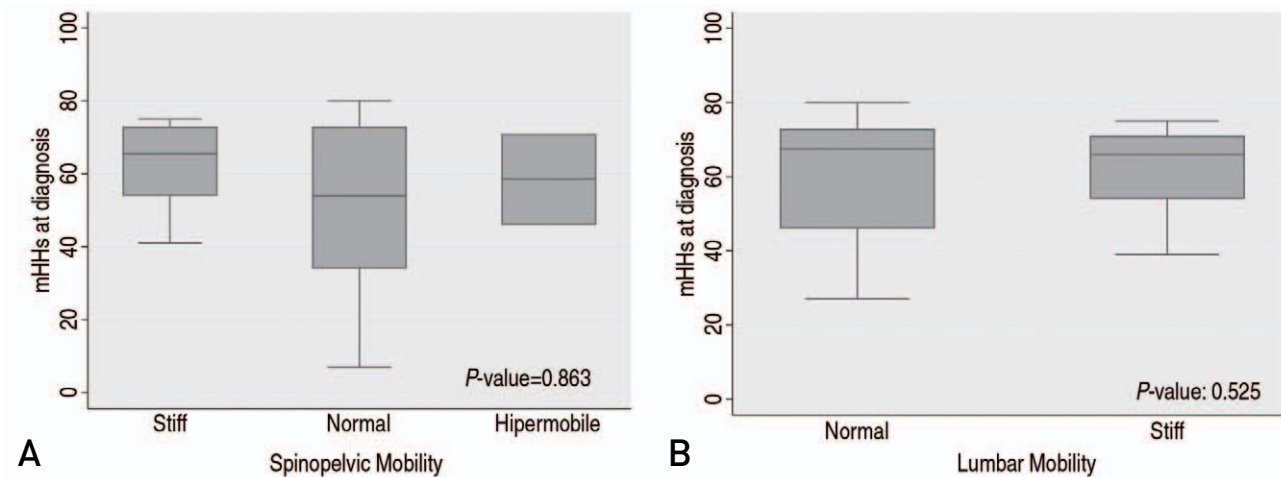 100
80
60
40
20
0
mHHs at diagnosis
P-value=0.863
Stiff Normal Hipermobile
Spinopelvic Mobility
A
100
80
60
40
20
0
mHHs at diagnosis
P-value: 0.525
Normal Stiff
Lumbar Mobility
B